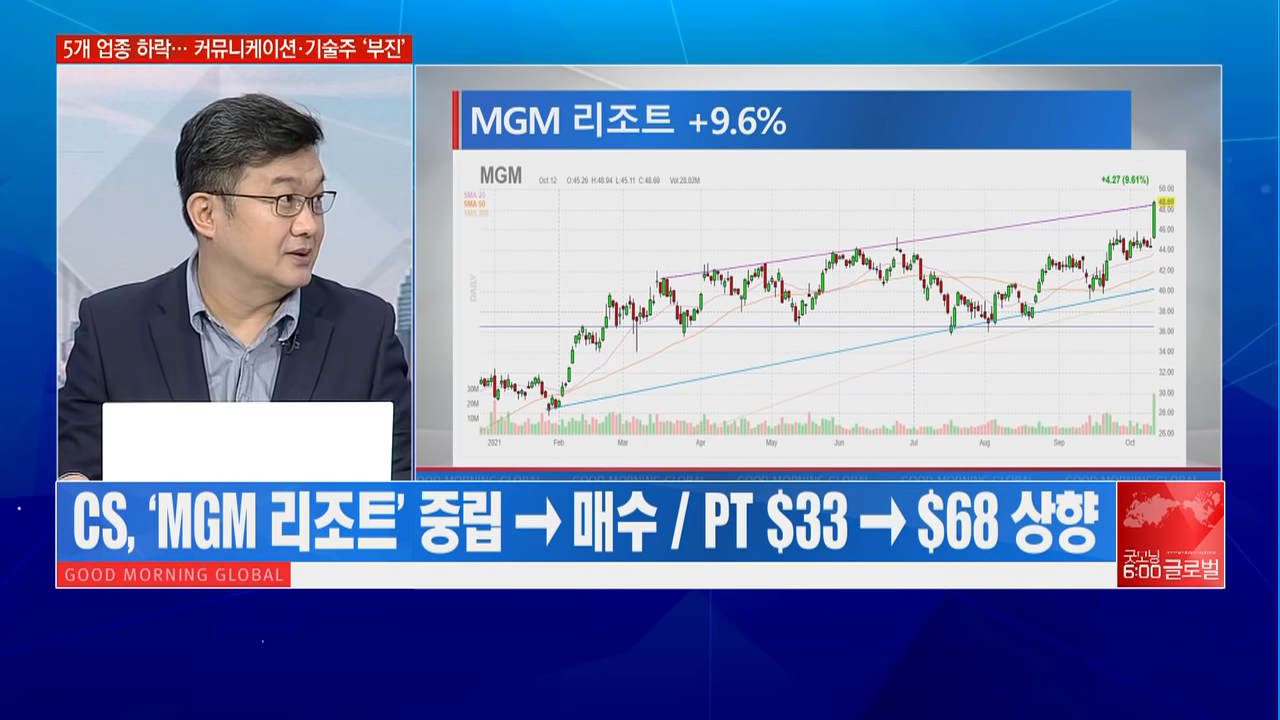 5개 업종 하락… 커뮤니케이션·기술주 ‘부진’
MGM 리조트 +9.6%
MGM Oct 12 O:45.26 H:48.94 L:45.11 C:48.69 Vol:28.02M
+4.27 (9.61%)
SMA 20
SMA 50
SMA 200
DAILY
50.00
48.69
48.00
46.00
44.00
42.00
40.00
38.00
36.00
34.00
32.00
30.00
28.00
26.00
30M
20M
10M
2021 Feb Mar Apr May Jun Jul Aug Sep Oct
CS, ‘MGM 리조트’ 중립 → 매수 / PT $33 → $68 상향
GOOD MORNING GLOBAL
굿모닝
6:00 글로벌